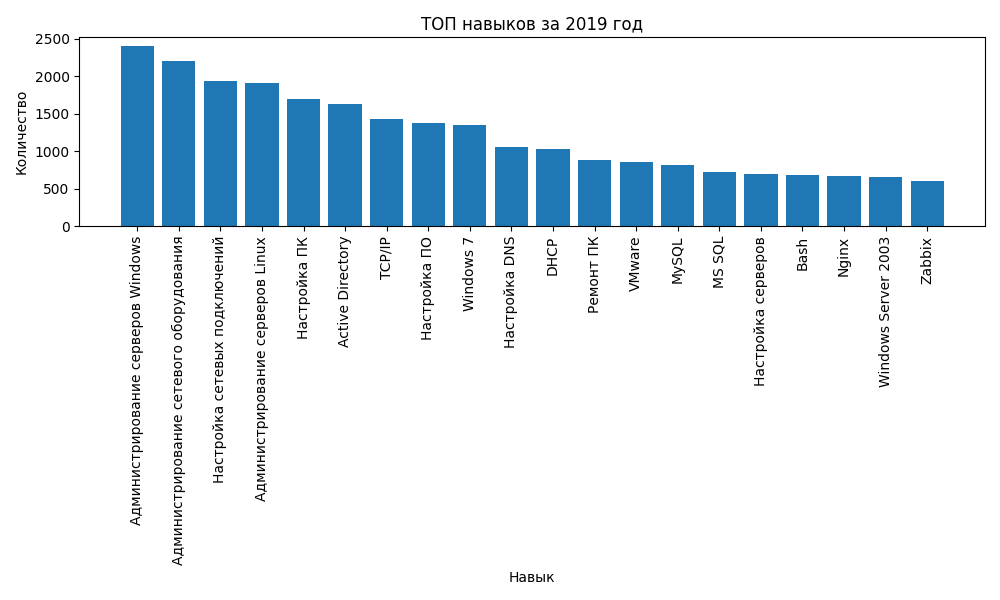 ТОП навыков за 2019 год
Количество
2500
2000
1500
1000
500
0
Администрирование серверов Windows
Администрирование сетевого оборудования
Настройка сетевых подключений
Администрирование серверов Linux
Настройка ПК
Active Directory
TCP/IP
Настройка ПО
Windows 7
Настройка DNS
DHCP
Ремонт ПК
VMware
MySQL
MS SQL
Настройка серверов
Bash
Nginx
Windows Server 2003
Zabbix
Навык